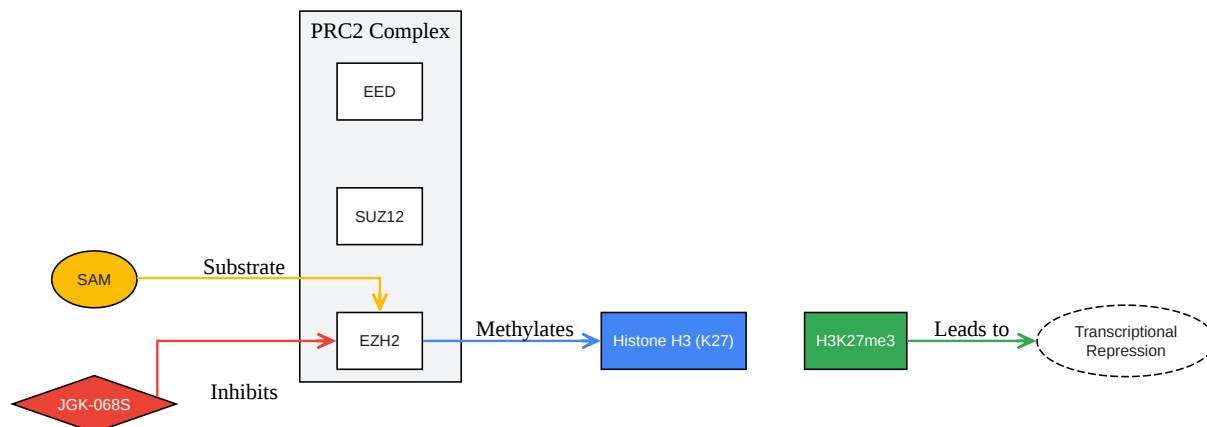 PRC2 Complex
EED
SUZ12
SAM
Substrate
EZH2
Methylates
Histone H3 (K27)
H3K27me3
Leads to
Transcriptional
Repression
Inhibits
JGK-068S